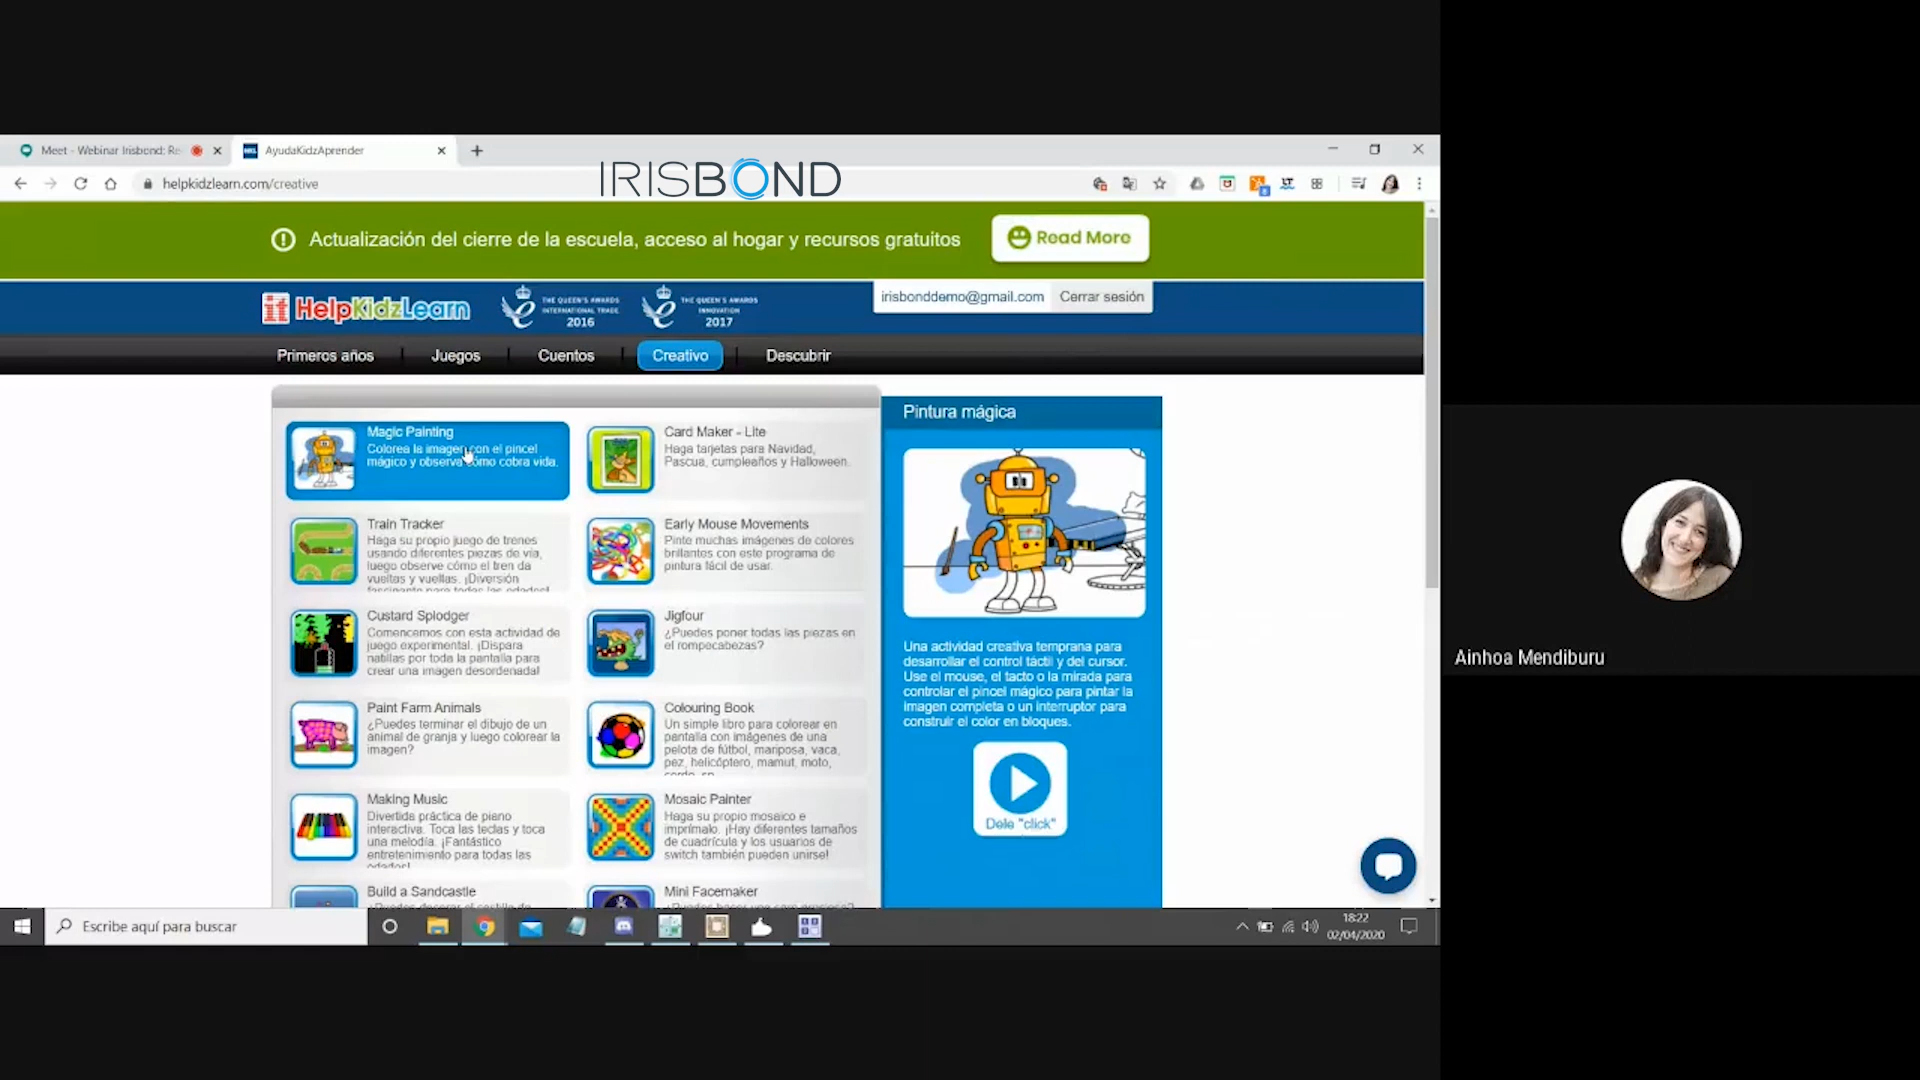 Meet - Webinar Irisbond: Re
AyudaKidzAprender
IRISBOND
helpkidzlearn.com/creative
Actualización del cierre de la escuela, acceso al hogar y recursos gratuitos
Read More
HelpKidzLearn
THE QUEEN'S AWARDS
INTERNATIONAL TRADE
2016
THE QUEEN'S AWARDS
INNOVATION
2017
irisbonddemo@gmail.com
Cerrar sesión
Primeros años
Juegos
Cuentos
Creativo
Descubrir
Magic Painting
Colorea la imagen con el pincel
mágico y observa cómo cobra vida.
Card Maker - Lite
Haga tarjetas para Navidad,
Pascua, cumpleaños y Halloween.
Train Tracker
Haga su propio juego de trenes
usando diferentes piezas de vía,
luego observe cómo el tren da
vueltas y vueltas. ¡Diversión
fascinante para todas las edades!
Early Mouse Movements
Pinte muchas imágenes de colores
brillantes con este programa de
pintura fácil de usar.
Custard Splodger
Comencemos con esta actividad de
juego experimental. ¡Dispara
natillas por toda la pantalla para
crear una imagen desordenada!
Jigfour
¿Puedes poner todas las piezas en
el rompecabezas?
Paint Farm Animals
¿Puedes terminar el dibujo de un
animal de granja y luego colorear la
imagen?
Colouring Book
Un simple libro para colorear en
pantalla con imágenes de una
pelota de fútbol, mariposa, vaca,
pez, helicóptero, mamut, moto,
Making Music
Divertida práctica de piano
interactiva. Toca las teclas y toca
una melodía. ¡Fantástico
entretenimiento para todas las
edades!
Mosaic Painter
Haga su propio mosaico e
imprímalo. ¡Hay diferentes tamaños
de cuadrícula y los usuarios de
switch también pueden unirse!
Build a Sandcastle
Mini Facemaker
Pintura mágica
Una actividad creativa temprana para
desarrollar el control táctil y del cursor.
Use el mouse, el tacto o la mirada para
controlar el pincel mágico para pintar la
imagen completa o un interruptor para
construir el color en bloques.
Dele "click"
Ainhoa Mendiburu
Escribe aquí para buscar
18:22
02/04/2020